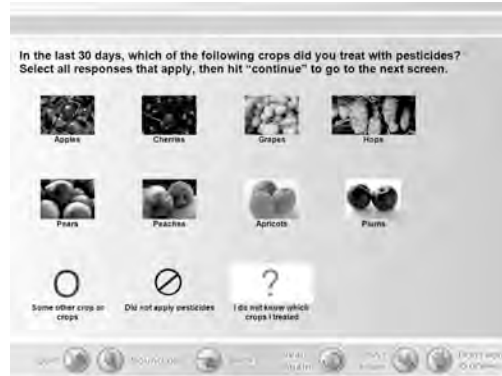 In the last 30 days, which of the following crops did you treat with pesticides?
Select all responses that apply, then hit "continue" to go to the next screen.
Apples Cherries Grapes Hops
Pears Peaches Apricots Plums
Some other crop or
crops
Did not apply pesticides
I do not know which
crops I treated